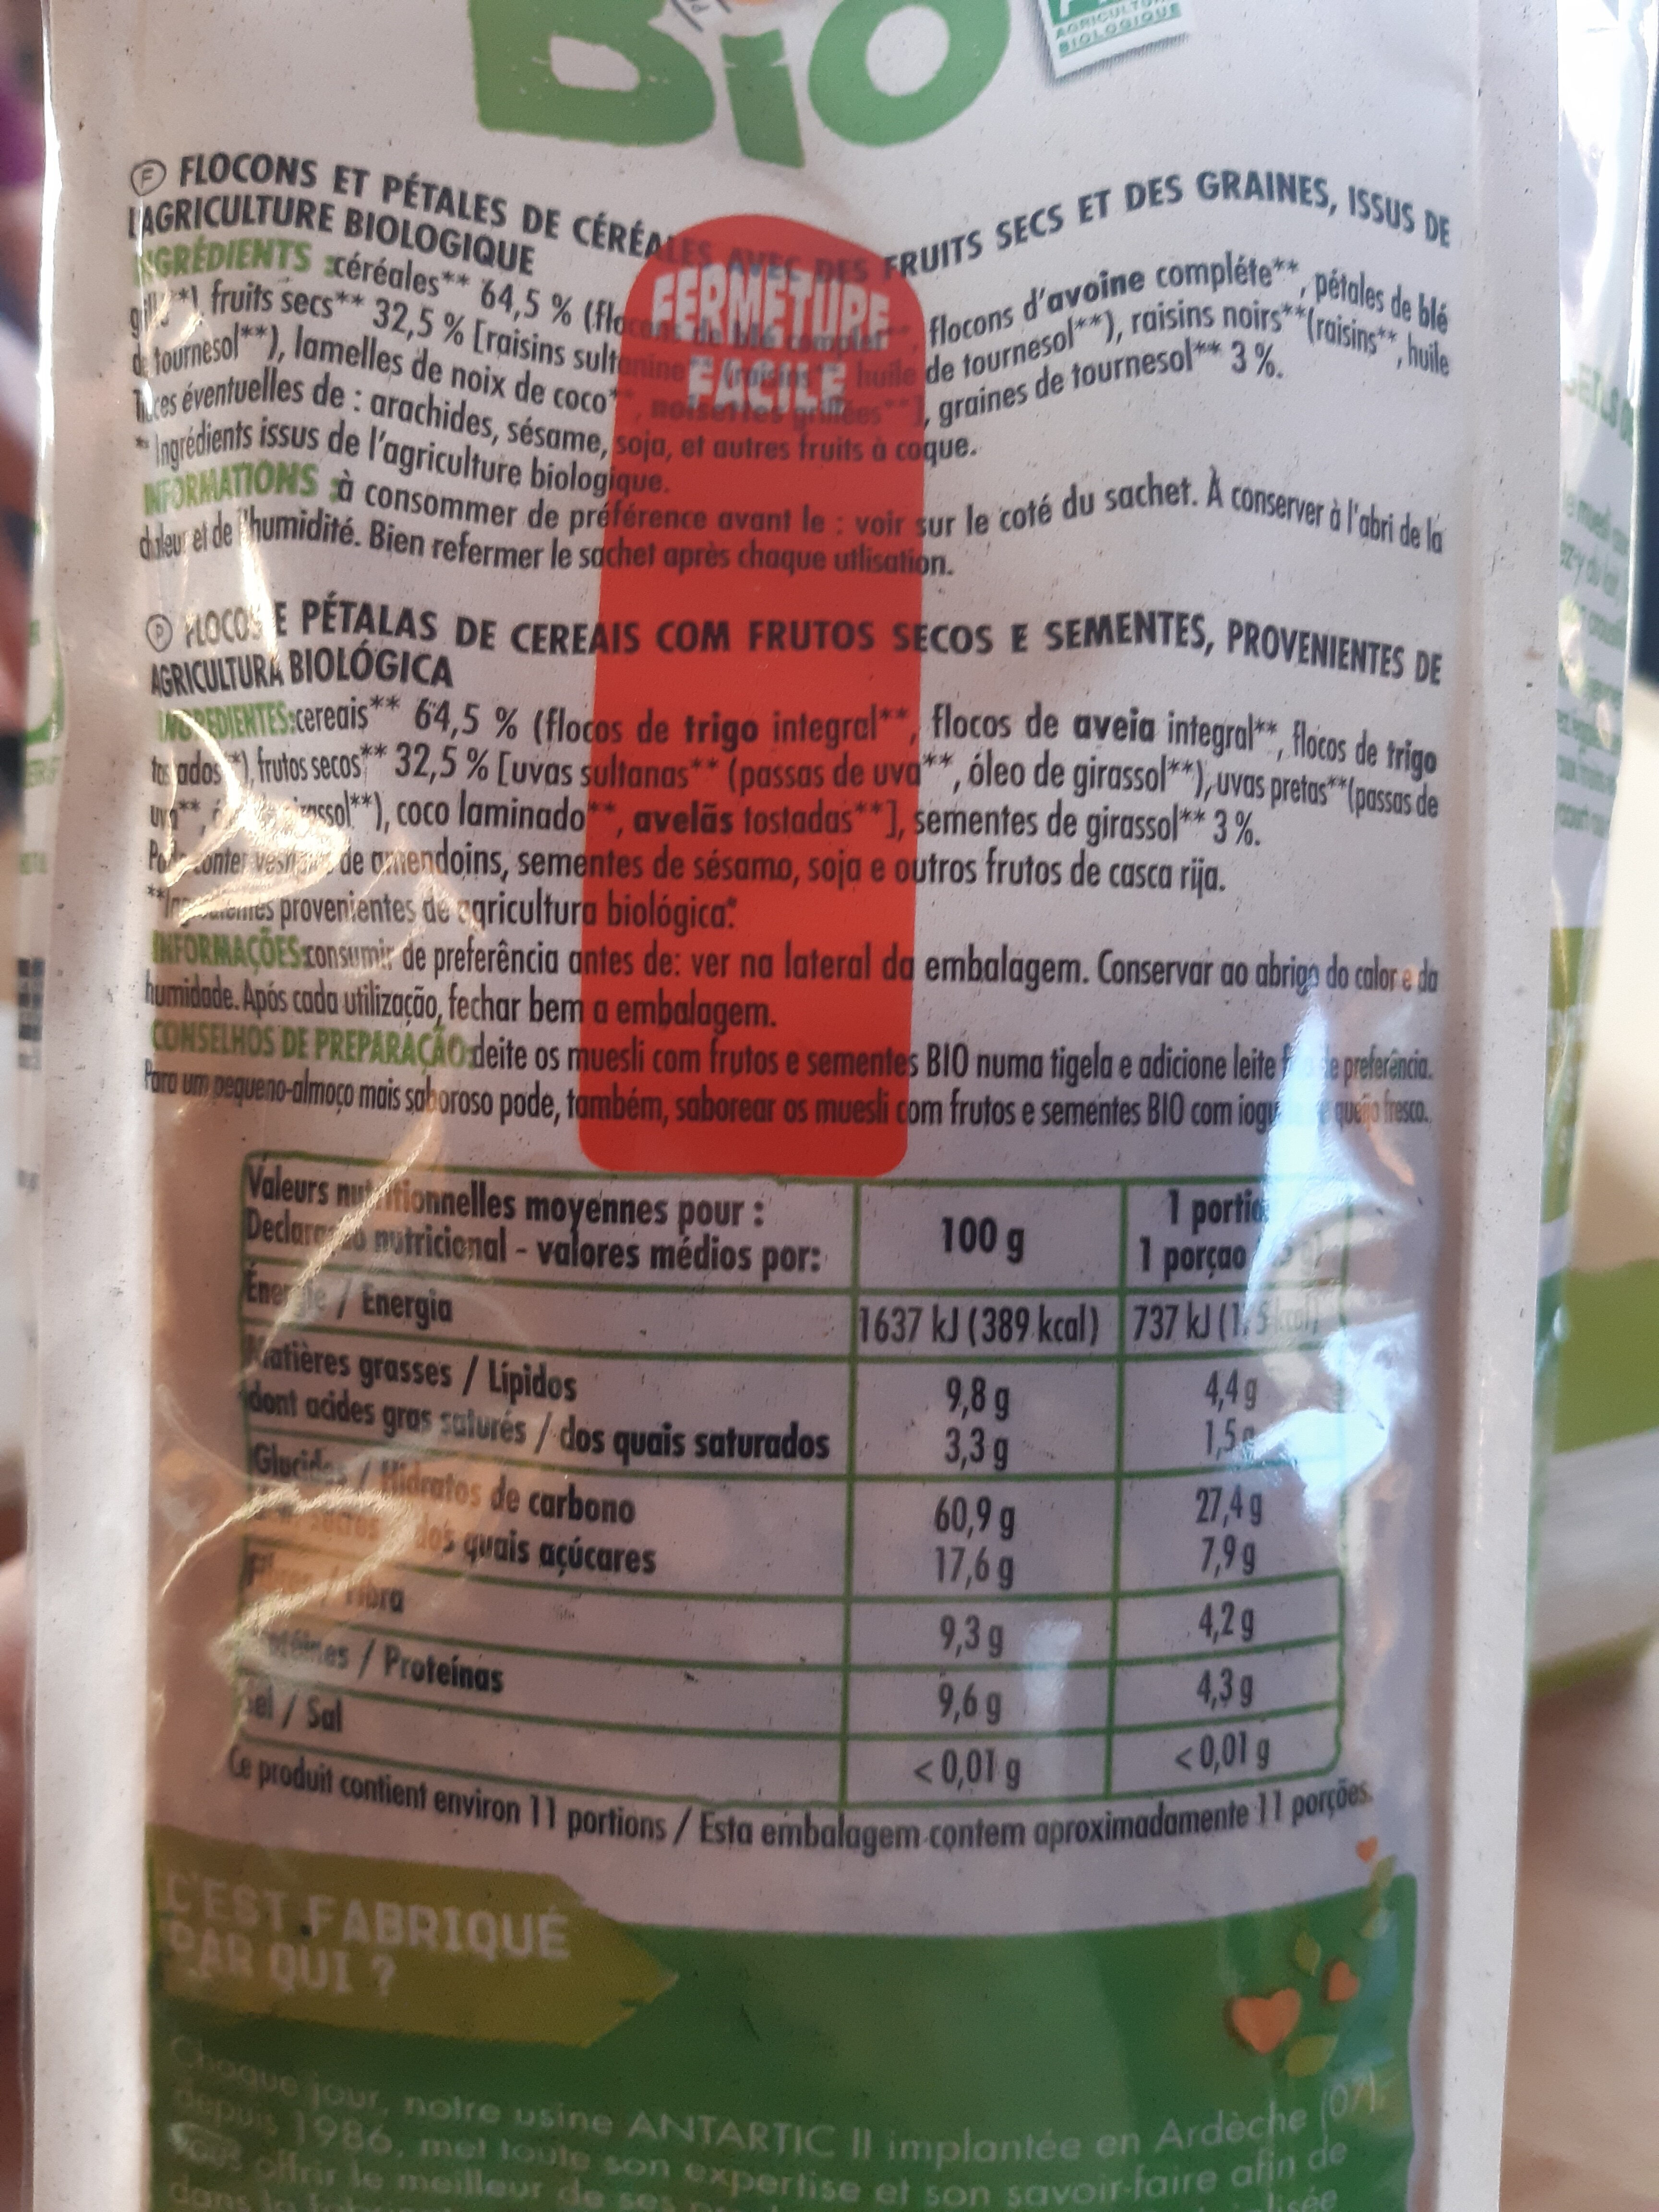 BiO
AGRICULTU
BIOLOGIQUE
F FLOCONS ET PÉTALES DE CÉRÉALES AVEC DES FRUITS SECS ET DES GRAINES, ISSUS DE
L'AGRICULTURE BIOLOGIQUE
INGRÉDIENTS :céréales** 64,5 % (flocons de blé complet**, flocons d'avoine compléte**, pétales de blé
fruits secs** 32,5 % [raisins sultanine** (raisins**, huile de tournesol**), raisins noirs**(raisins**, huile
de tournesol**), lamelles de noix de coco**, noisettes grillées**], graines de tournesol** 3 %.
Traces éventuelles de : arachides, sésame, soja, et autres fruits à coque.
** Ingrédients issus de l'agriculture biologique.
INFORMATIONS :à consommer de préférence avant le : voir sur le coté du sachet. À conserver à l'abri de la
chaleur et de l'humidité. Bien refermer le sachet après chaque utlisation.
FERMETURE
FACILE
P FLOCOS E PÉTALAS DE CEREAIS COM FRUTOS SECOS E SEMENTES, PROVENIENTES DE
AGRICULTURA BIOLÓGICA
INGREDIENTES:cereais** 64,5 % (flocos de trigo integral**, flocos de aveia integral**, flocos de trigo
tostados**), frutos secos** 32,5 % [uvas sultanas** (passas de uva**, óleo de girassol**),uvas pretas**(passas de
uva**, girassol**), coco laminado**, avelãs tostadas**], sementes de girassol** 3 %.
Pode conter vestígios de amendoins, sementes de sésamo, soja e outros frutos de casca rija.
**Ingredientes provenientes de agricultura biológica.
INFORMAÇÕES:consumir de preferência antes de: ver na lateral da embalagem. Conservar ao abrigo do calor e da
humidade. Após cada utilização, fechar bem a embalagem.
CONSELHOS DE PREPARAÇÃO:deite os muesli com frutos e sementes BIO numa tigela e adicione leite de preferência.
Para um pequeno-almoço mais saboroso pode, também, saborear os muesli com frutos e sementes BIO com queijo fresco.
Valeurs nutritionnelles moyennes pour : 100 g 1 portion
Declaração nutricional - valores médios por: 1 porçao
Énergie / Energia 1637 kJ (389 kcal) 737 kJ
Matières grasses / Lípidos 9,8 g 4,4 g
dont acides gras saturés / dos quais saturados 3,3 g 1,5 g
Glucides / Hidratos de carbono 60,9 g 27,4 g
dos quais açúcares 17,6 g 7,9 g
Fibres / Fibra 9,3 g 4,2 g
Protéines / Proteínas 9,6 g 4,3 g
Sel / Sal <0,01 g <0,01 g
Ce produit contient environ 11 portions / Esta embalagem contem aproximadamente 11 porções.
C'EST FABRIQUÉ
PAR QUI ?
Chaque jour, notre usine ANTARTIC II implantée en Ardèche (07),
depuis 1986, met toute son expertise et son savoir-faire afin de
vous offrir le meilleur de ses
dans la